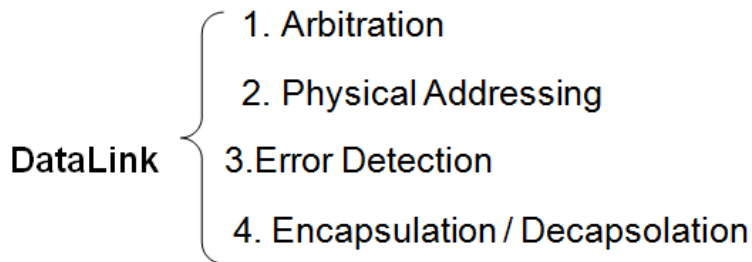 1. Arbitration
2. Physical Addressing
DataLink
3.Error Detection
4. Encapsulation / Decapsolation